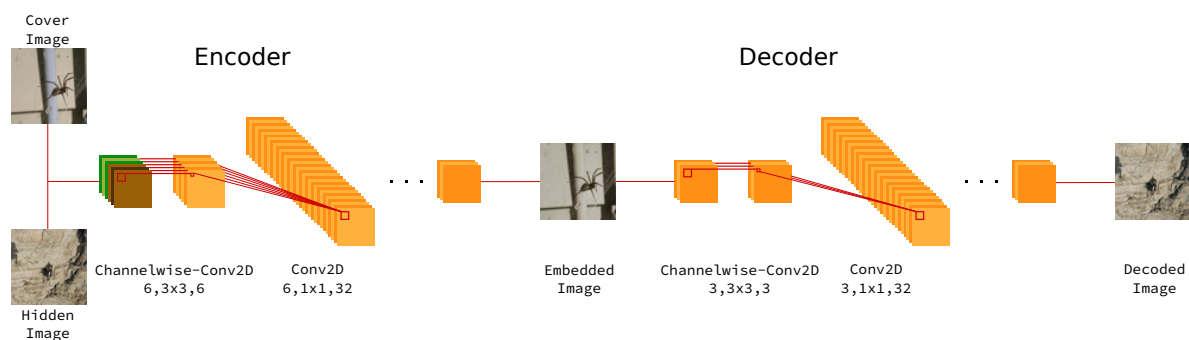 Cover
Image
Encoder
Decoder
. . .
. . .
Channelwise-Conv2D
6,3x3,6
Conv2D
6,1x1,32
Embedded
Image
Channelwise-Conv2D
3,3x3,3
Conv2D
3,1x1,32
Decoded
Image
Hidden
Image